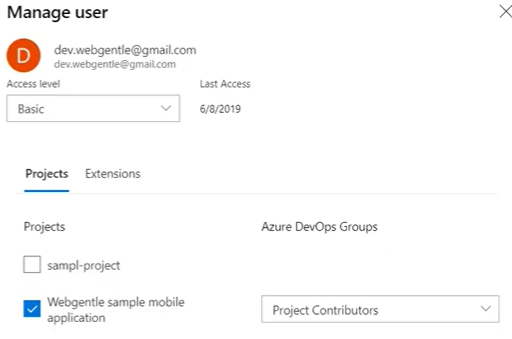 Manage user
D
dev.webgentle@gmail.com
dev.webgentle@gmail.com
Access level
Last Access
Basic
6/8/2019
Projects
Extensions
Projects
Azure DevOps Groups
sampl-project
Webgentle sample mobile
application
Project Contributors